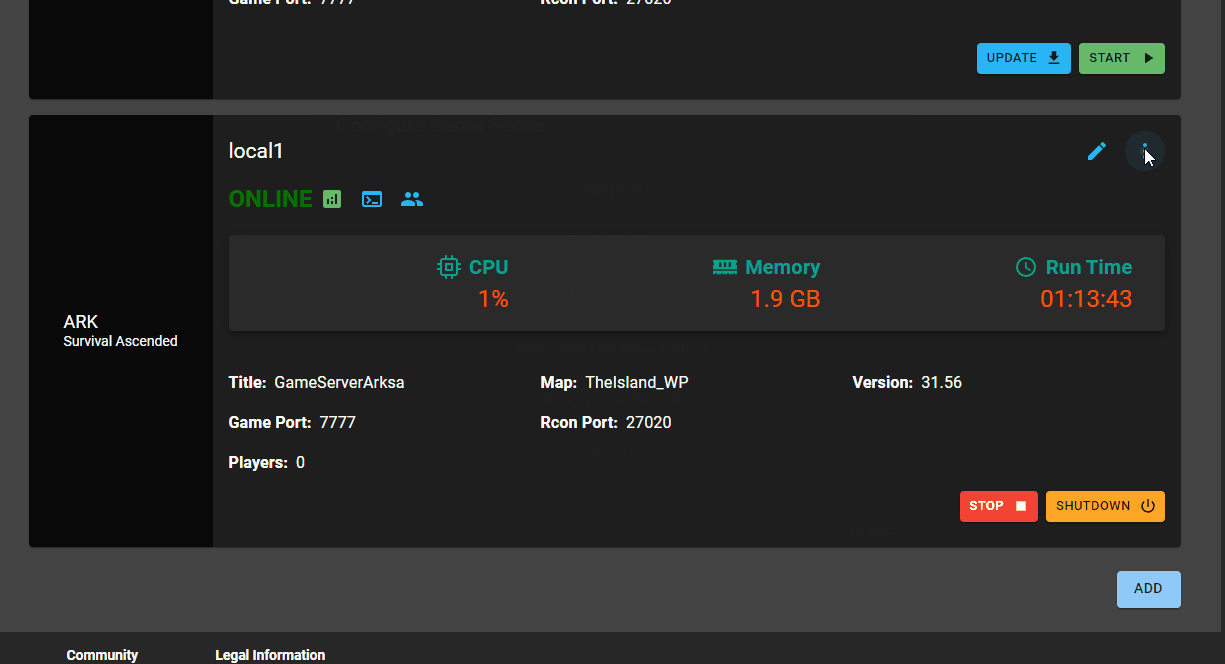 Game Port: 7777 Rcon Port: 27020
UPDATE START
local1
ONLINE
CPU Memory Run Time
1% 1.9 GB 01:13:43
ARK
Survival Ascended
Title: GameServerArksa Map: TheIsland_WP Version: 31.56
Game Port: 7777 Rcon Port: 27020
Players: 0
STOP SHUTDOWN
ADD
Community Legal Information